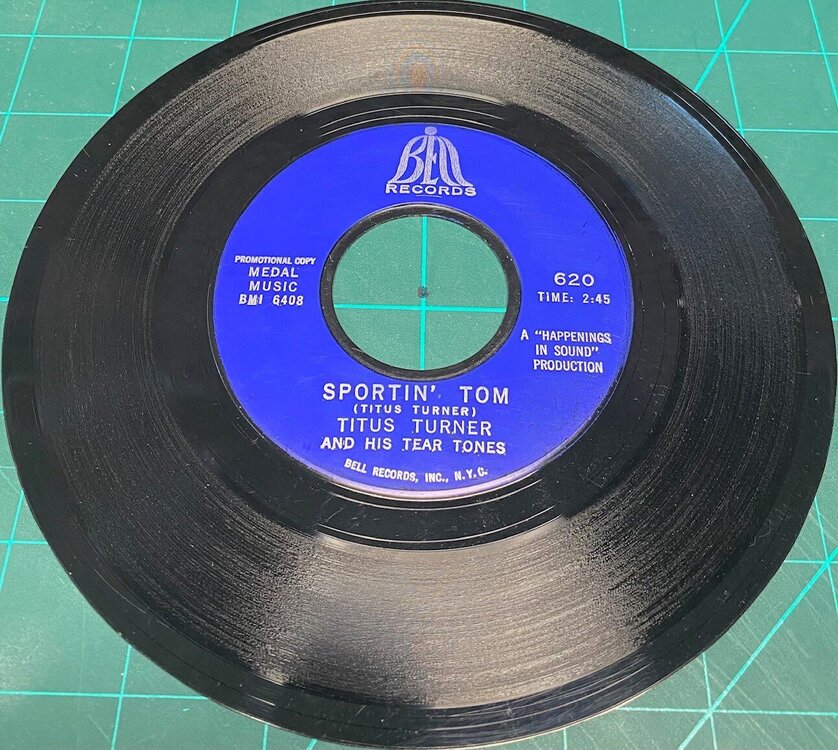 BELL
RECORDS
PROMOTIONAL COPY
MEDAL
MUSIC
BMI 6408
620
TIME: 2:45
A "HAPPENINGS
IN SOUND"
PRODUCTION
SPORTIN' TOM
(TITUS TURNER)
TITUS TURNER
AND HIS TEAR TONES
BELL RECORDS, INC., N.Y.C.